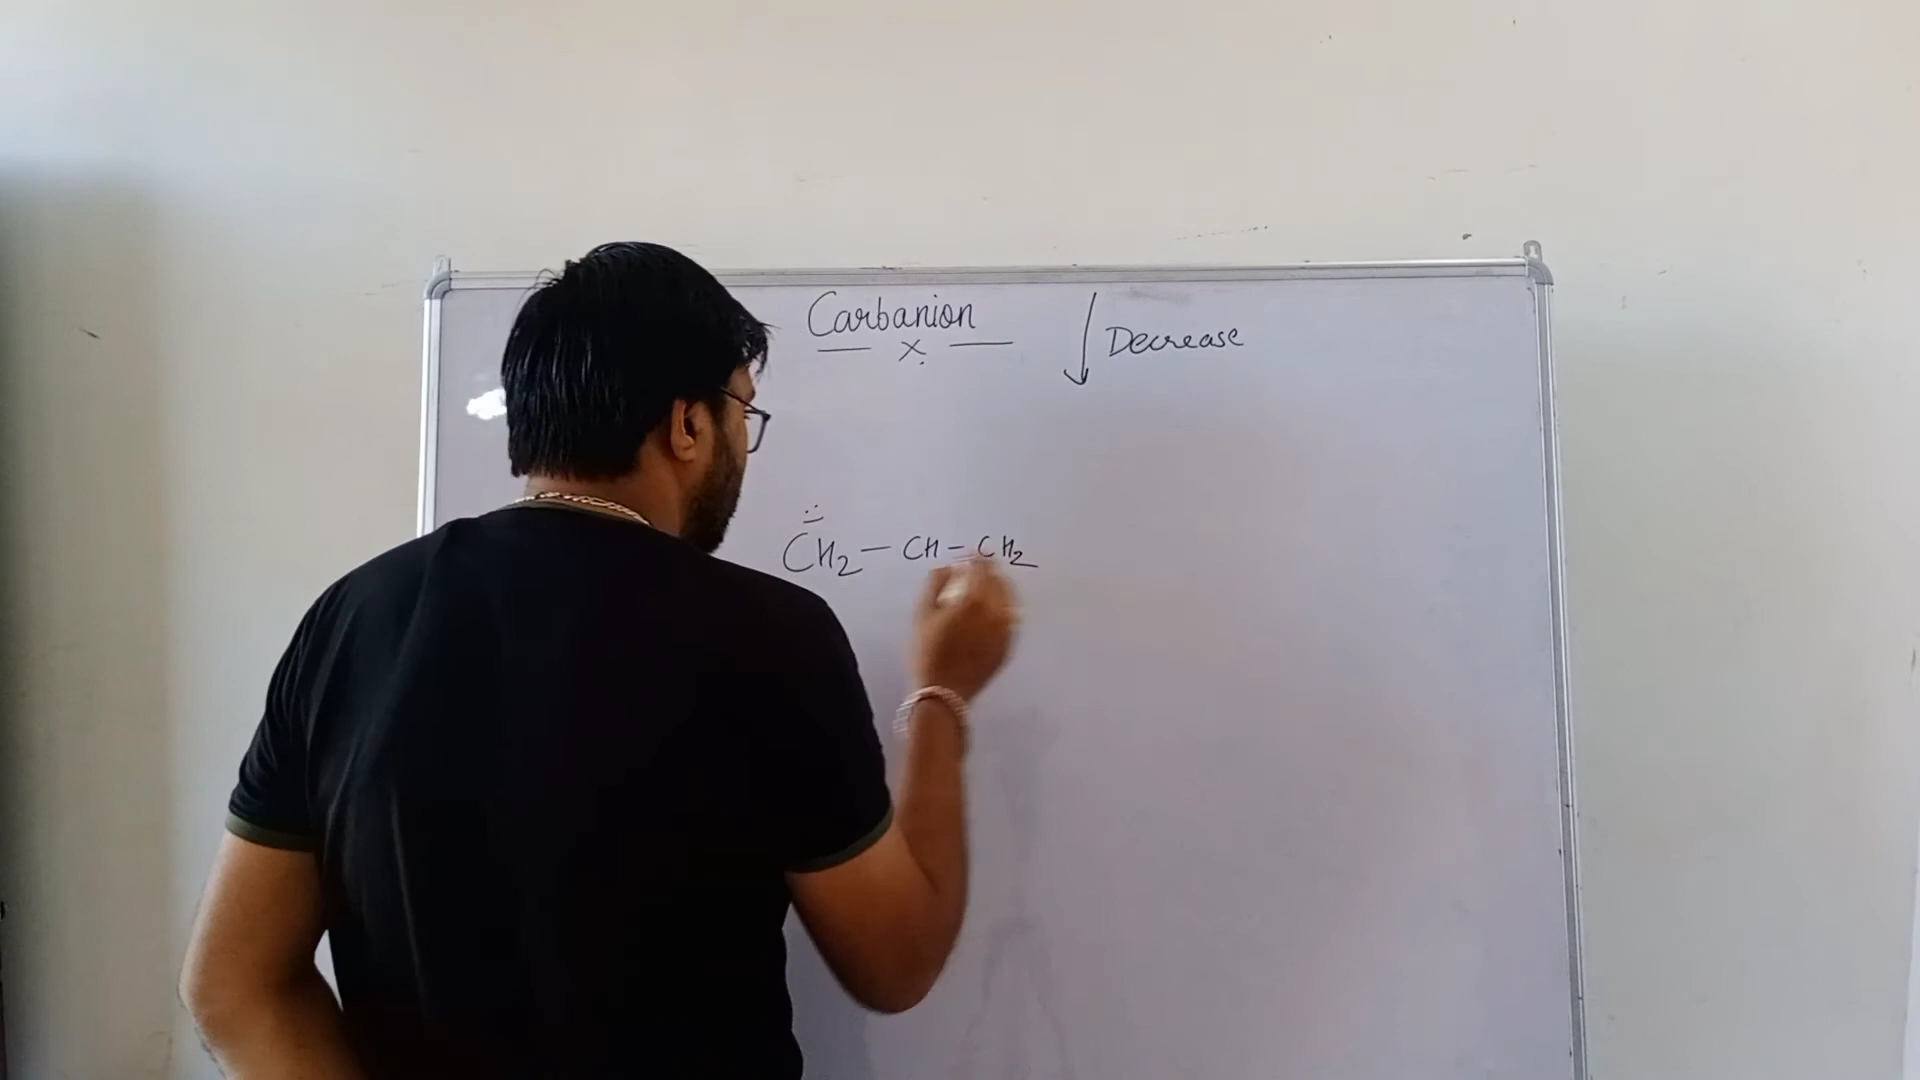 Carbanion
— x —
↓ Decrease
:̄
CH₂ — CH = CH₂